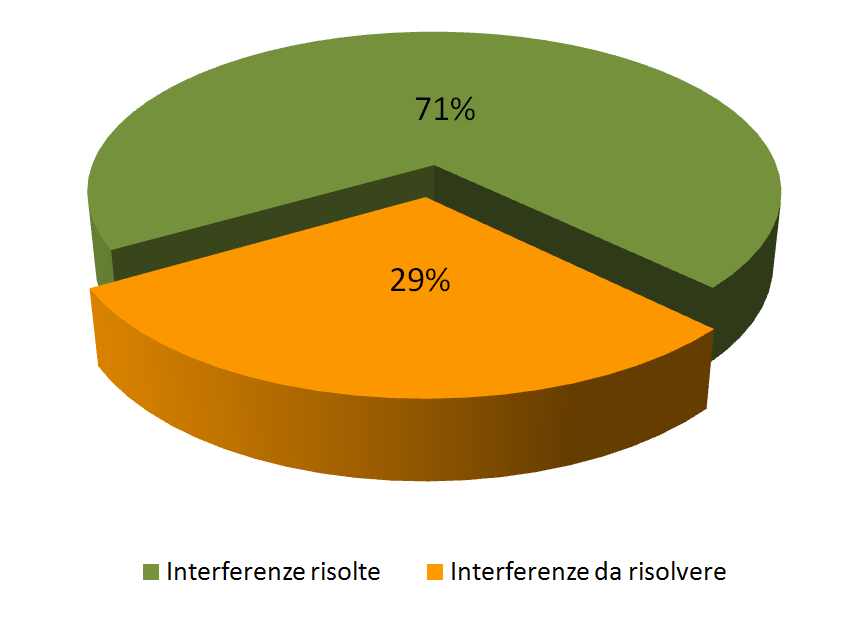 71%
29%
Interferenze risolte
Interferenze da risolvere